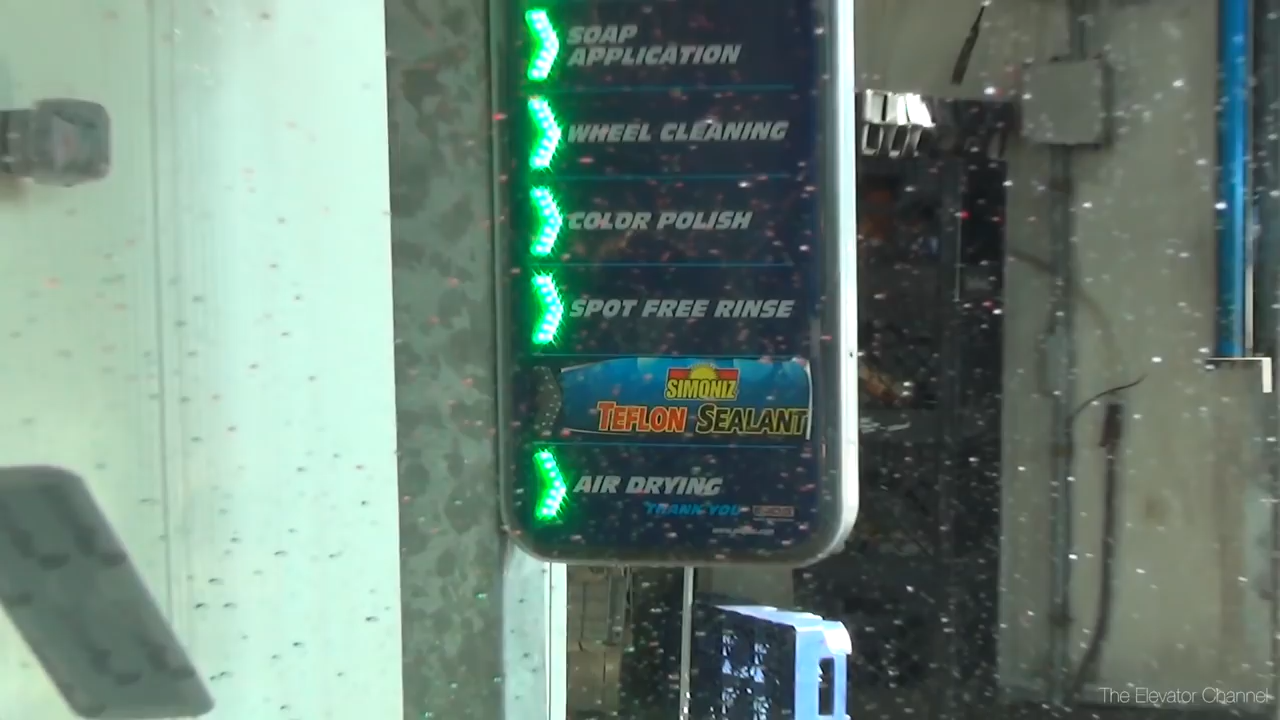 SOAP
APPLICATION
WHEEL CLEANING
COLOR POLISH
SPOT FREE RINSE
SIMONIZ
TEFLON SEALANT
AIR DRYING
THANK YOU
The Elevator Channel